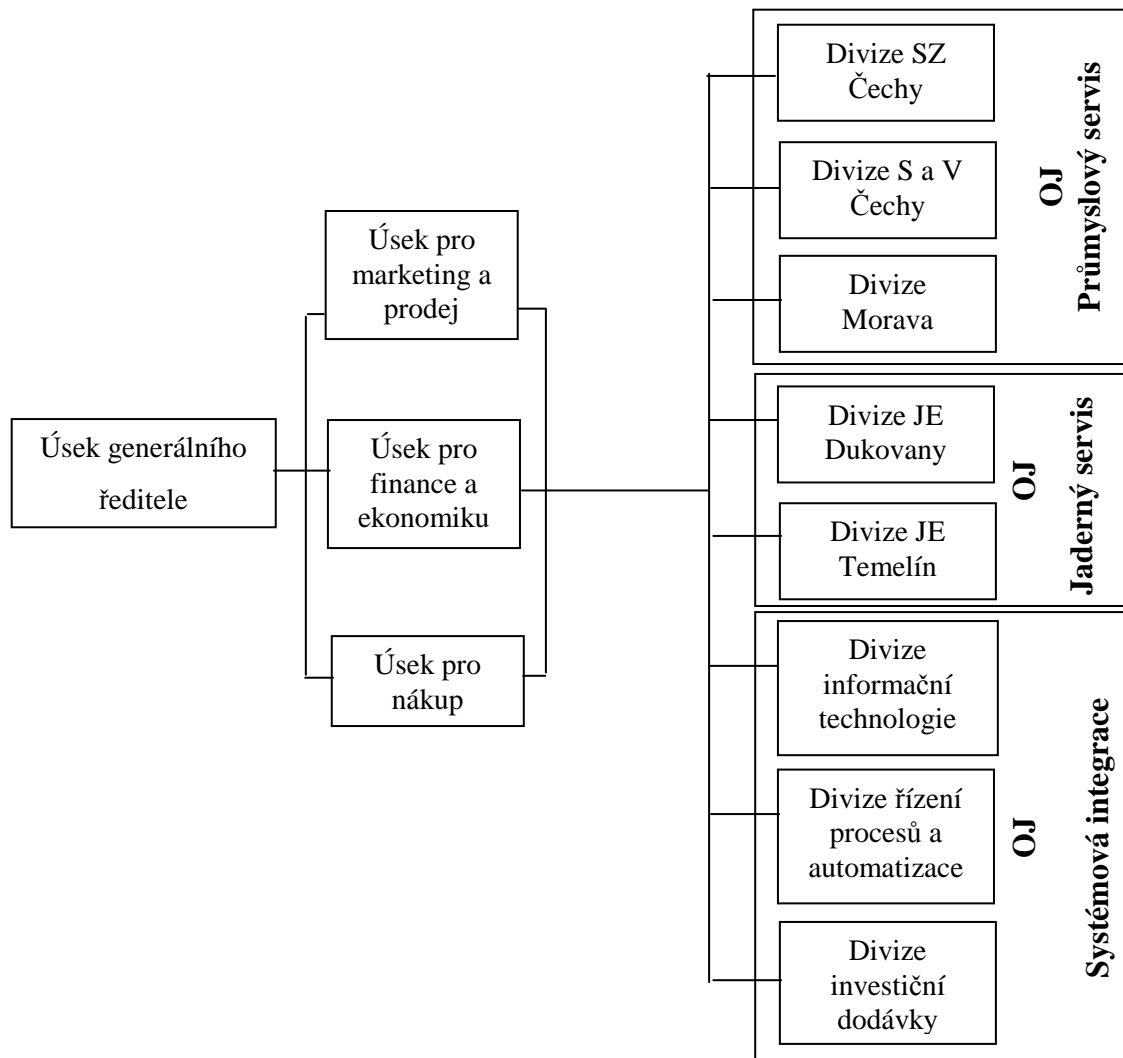 Úsek generálního
ředitele
Úsek pro
marketing a
prodej
Úsek pro
finance a
ekonomiku
Úsek pro
nákup
Divize SZ
Čechy
Divize S a V
Čechy
Divize
Morava
OJ
Průmyslový servis
Divize JE
Dukovany
Divize JE
Temelín
OJ
Jaderný servis
Divize
informační
technologie
Divize řízení
procesů a
automatizace
Divize
investiční
dodávky
OJ
Systémová integrace